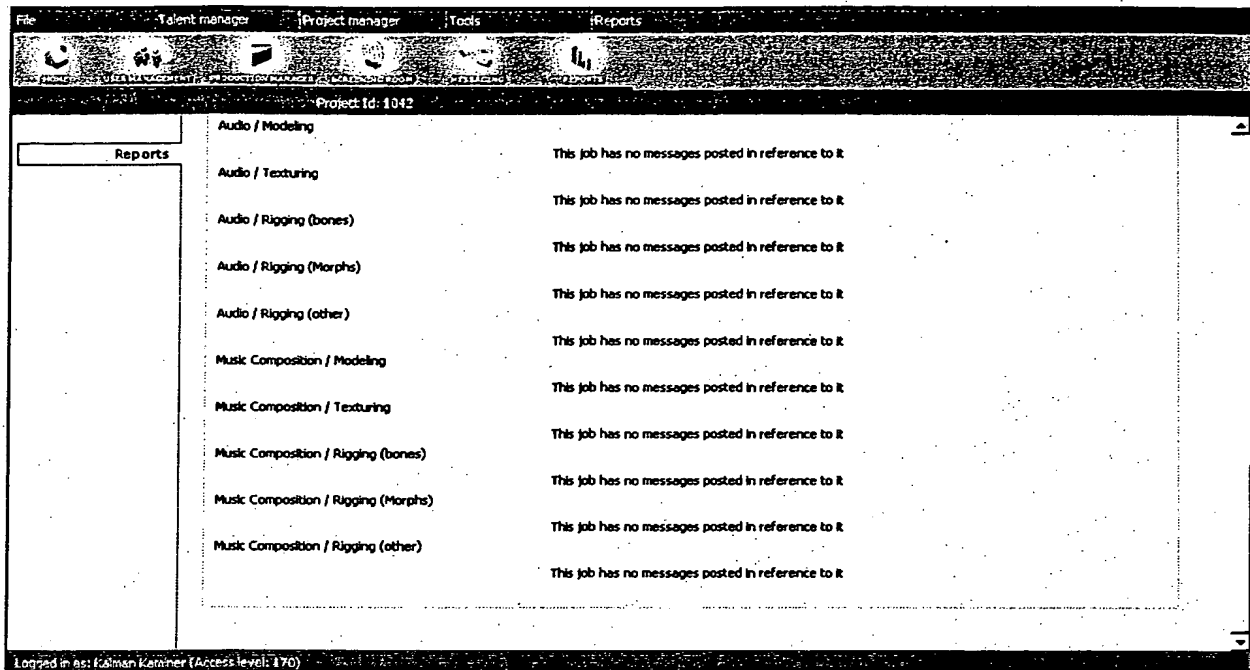 File Talent manager Project manager Tools Reports
Project Id: 1042
Audio / Modeling
Reports
This job has no messages posted in reference to it
Audio / Texturing
This job has no messages posted in reference to it
Audio / Rigging (bones)
This job has no messages posted in reference to it
Audio / Rigging (Morphs)
This job has no messages posted in reference to it
Audio / Rigging (other)
This job has no messages posted in reference to it
Music Composition / Modeling
This job has no messages posted in reference to it
Music Composition / Texturing
This job has no messages posted in reference to it
Music Composition / Rigging (bones)
This job has no messages posted in reference to it
Music Composition / Rigging (Morphs)
This job has no messages posted in reference to it
Music Composition / Rigging (other)
This job has no messages posted in reference to it
Logged in as: Kalman Kaminer (Access level: 170)